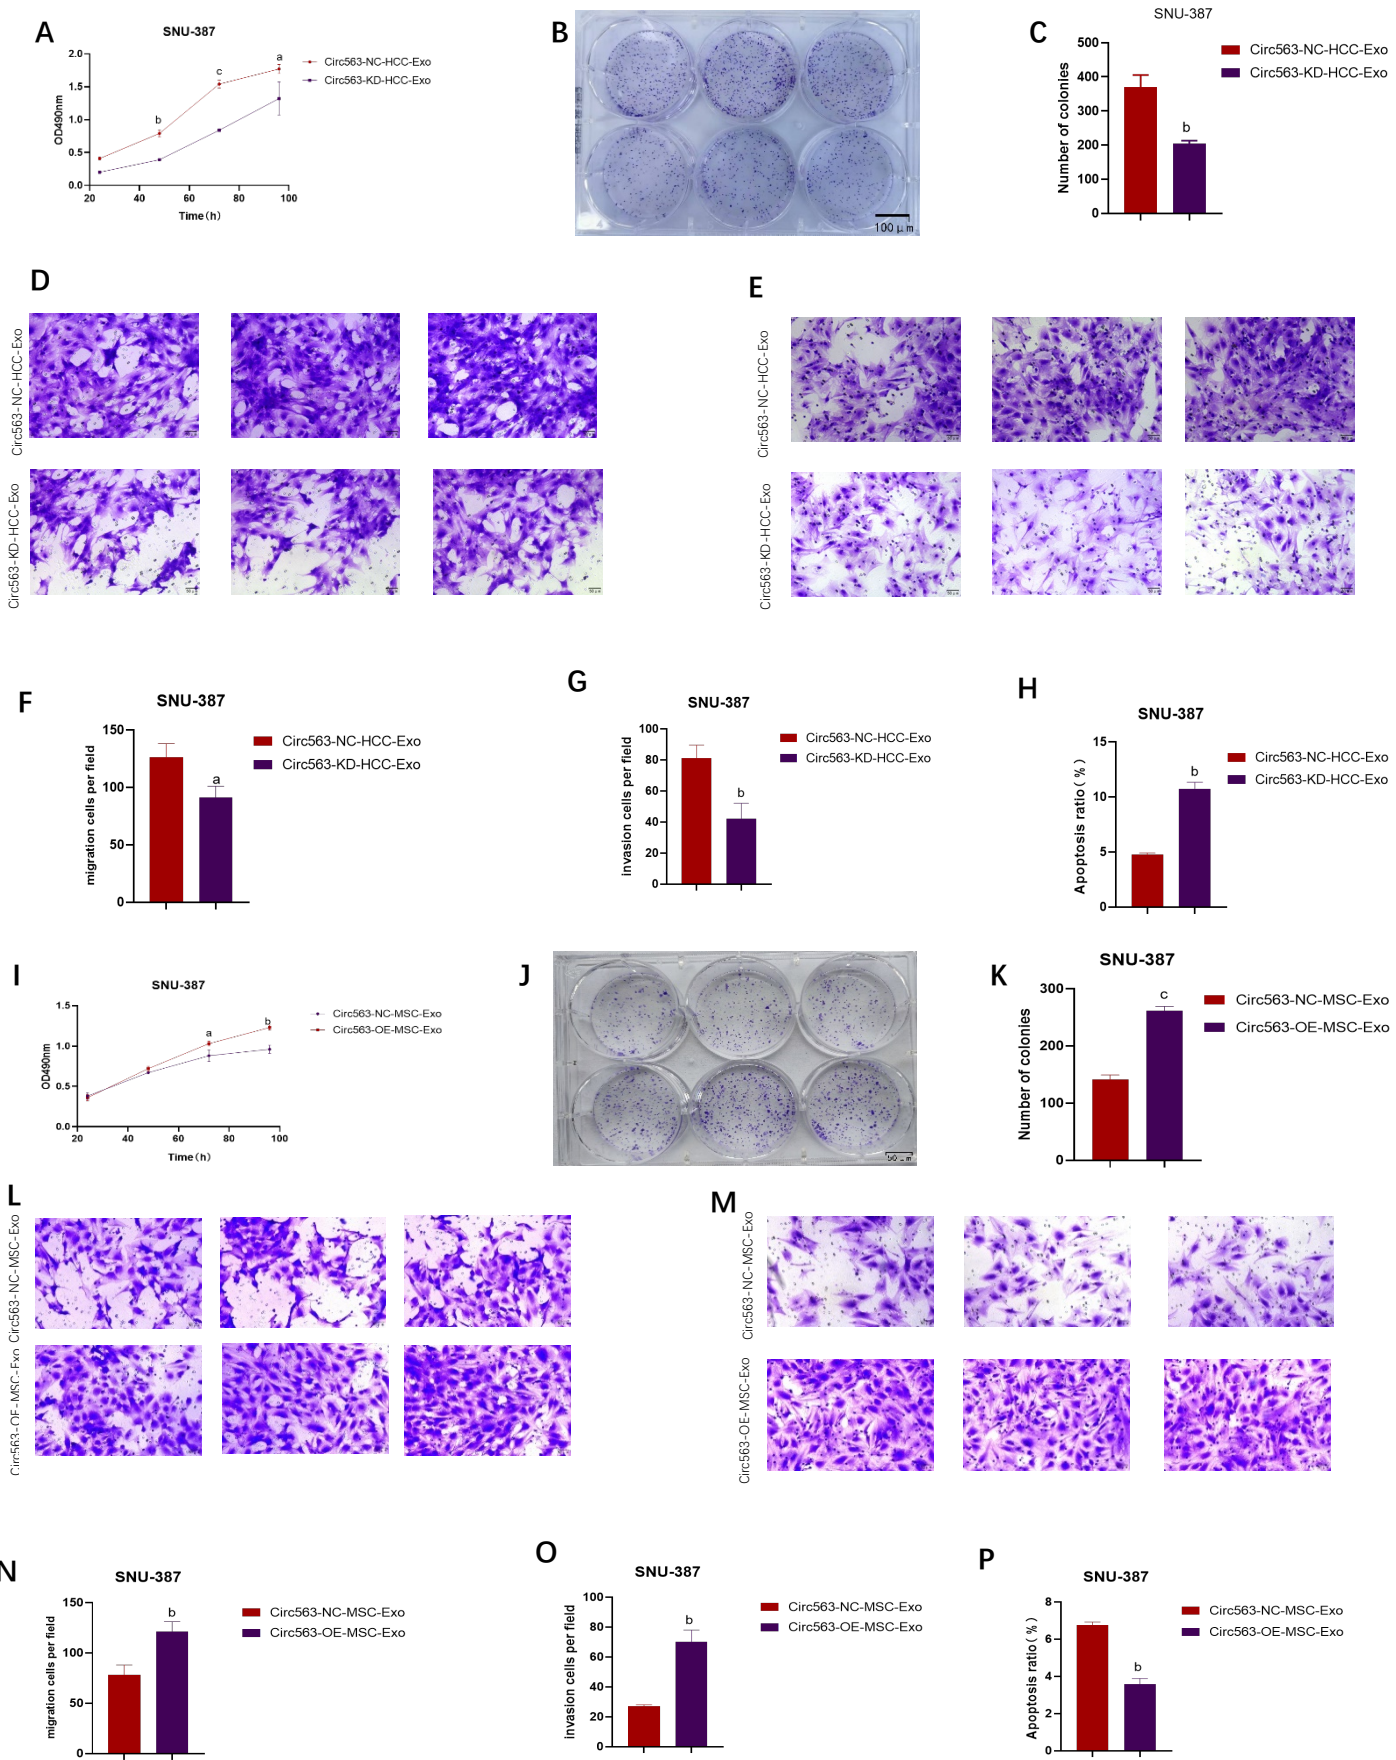 A
SNU-387
2.0
1.5
1.0
0.5
0.0
OD490nm
20
40
60
80
100
Time(h)
b
c
a
Circ563-NC-HCC-Exo
Circ563-KD-HCC-Exo
B
100 μm
C
SNU-387
500
400
300
200
100
0
Number of colonies
b
Circ563-NC-HCC-Exo
Circ563-KD-HCC-Exo
D
Circ563-NC-HCC-Exo
Circ563-KD-HCC-Exo
E
Circ563-NC-HCC-Exo
Circ563-KD-HCC-Exo
F
SNU-387
150
100
50
0
migration cells per field
a
Circ563-NC-HCC-Exo
Circ563-KD-HCC-Exo
G
SNU-387
100
80
60
40
20
0
invasion cells per field
b
Circ563-NC-HCC-Exo
Circ563-KD-HCC-Exo
H
SNU-387
15
10
5
0
Apoptosis ratio(%)
b
Circ563-NC-HCC-Exo
Circ563-KD-HCC-Exo
I
SNU-387
1.5
1.0
0.5
0.0
OD490nm
20
40
60
80
100
Time(h)
a
b
Circ563-NC-MSC-Exo
Circ563-OE-MSC-Exo
J
K
SNU-387
300
200
100
0
Number of colonies
c
Circ563-NC-MSC-Exo
Circ563-OE-MSC-Exo
L
Circ563-NC-MSC-Exo
Circ563-OE-MSC-Exo
M
Circ563-NC-MSC-Exo
Circ563-OE-MSC-Exo
N
SNU-387
150
100
50
0
migration cells per field
b
Circ563-NC-MSC-Exo
Circ563-OE-MSC-Exo
O
SNU-387
100
80
60
40
20
0
invasion cells per field
b
Circ563-NC-MSC-Exo
Circ563-OE-MSC-Exo
P
SNU-387
8
6
4
2
0
Apoptosis ratio(%)
b
Circ563-NC-MSC-Exo
Circ563-OE-MSC-Exo